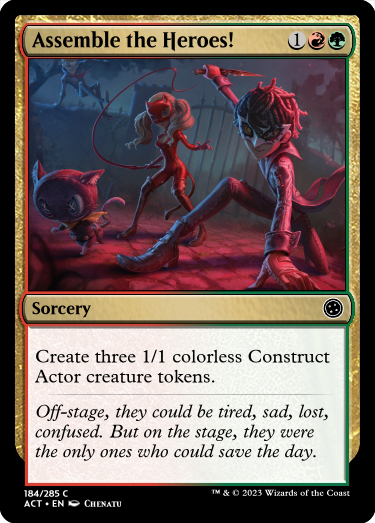 Assemble the Heroes! 1
Sorcery
Create three 1/1 colorless Construct
Actor creature tokens.
Off-stage, they could be tired, sad, lost,
confused. But on the stage, they were
the only ones who could save the day.
184/285 C
ACT • EN Chenatu
™ & © 2023 Wizards of the Coast